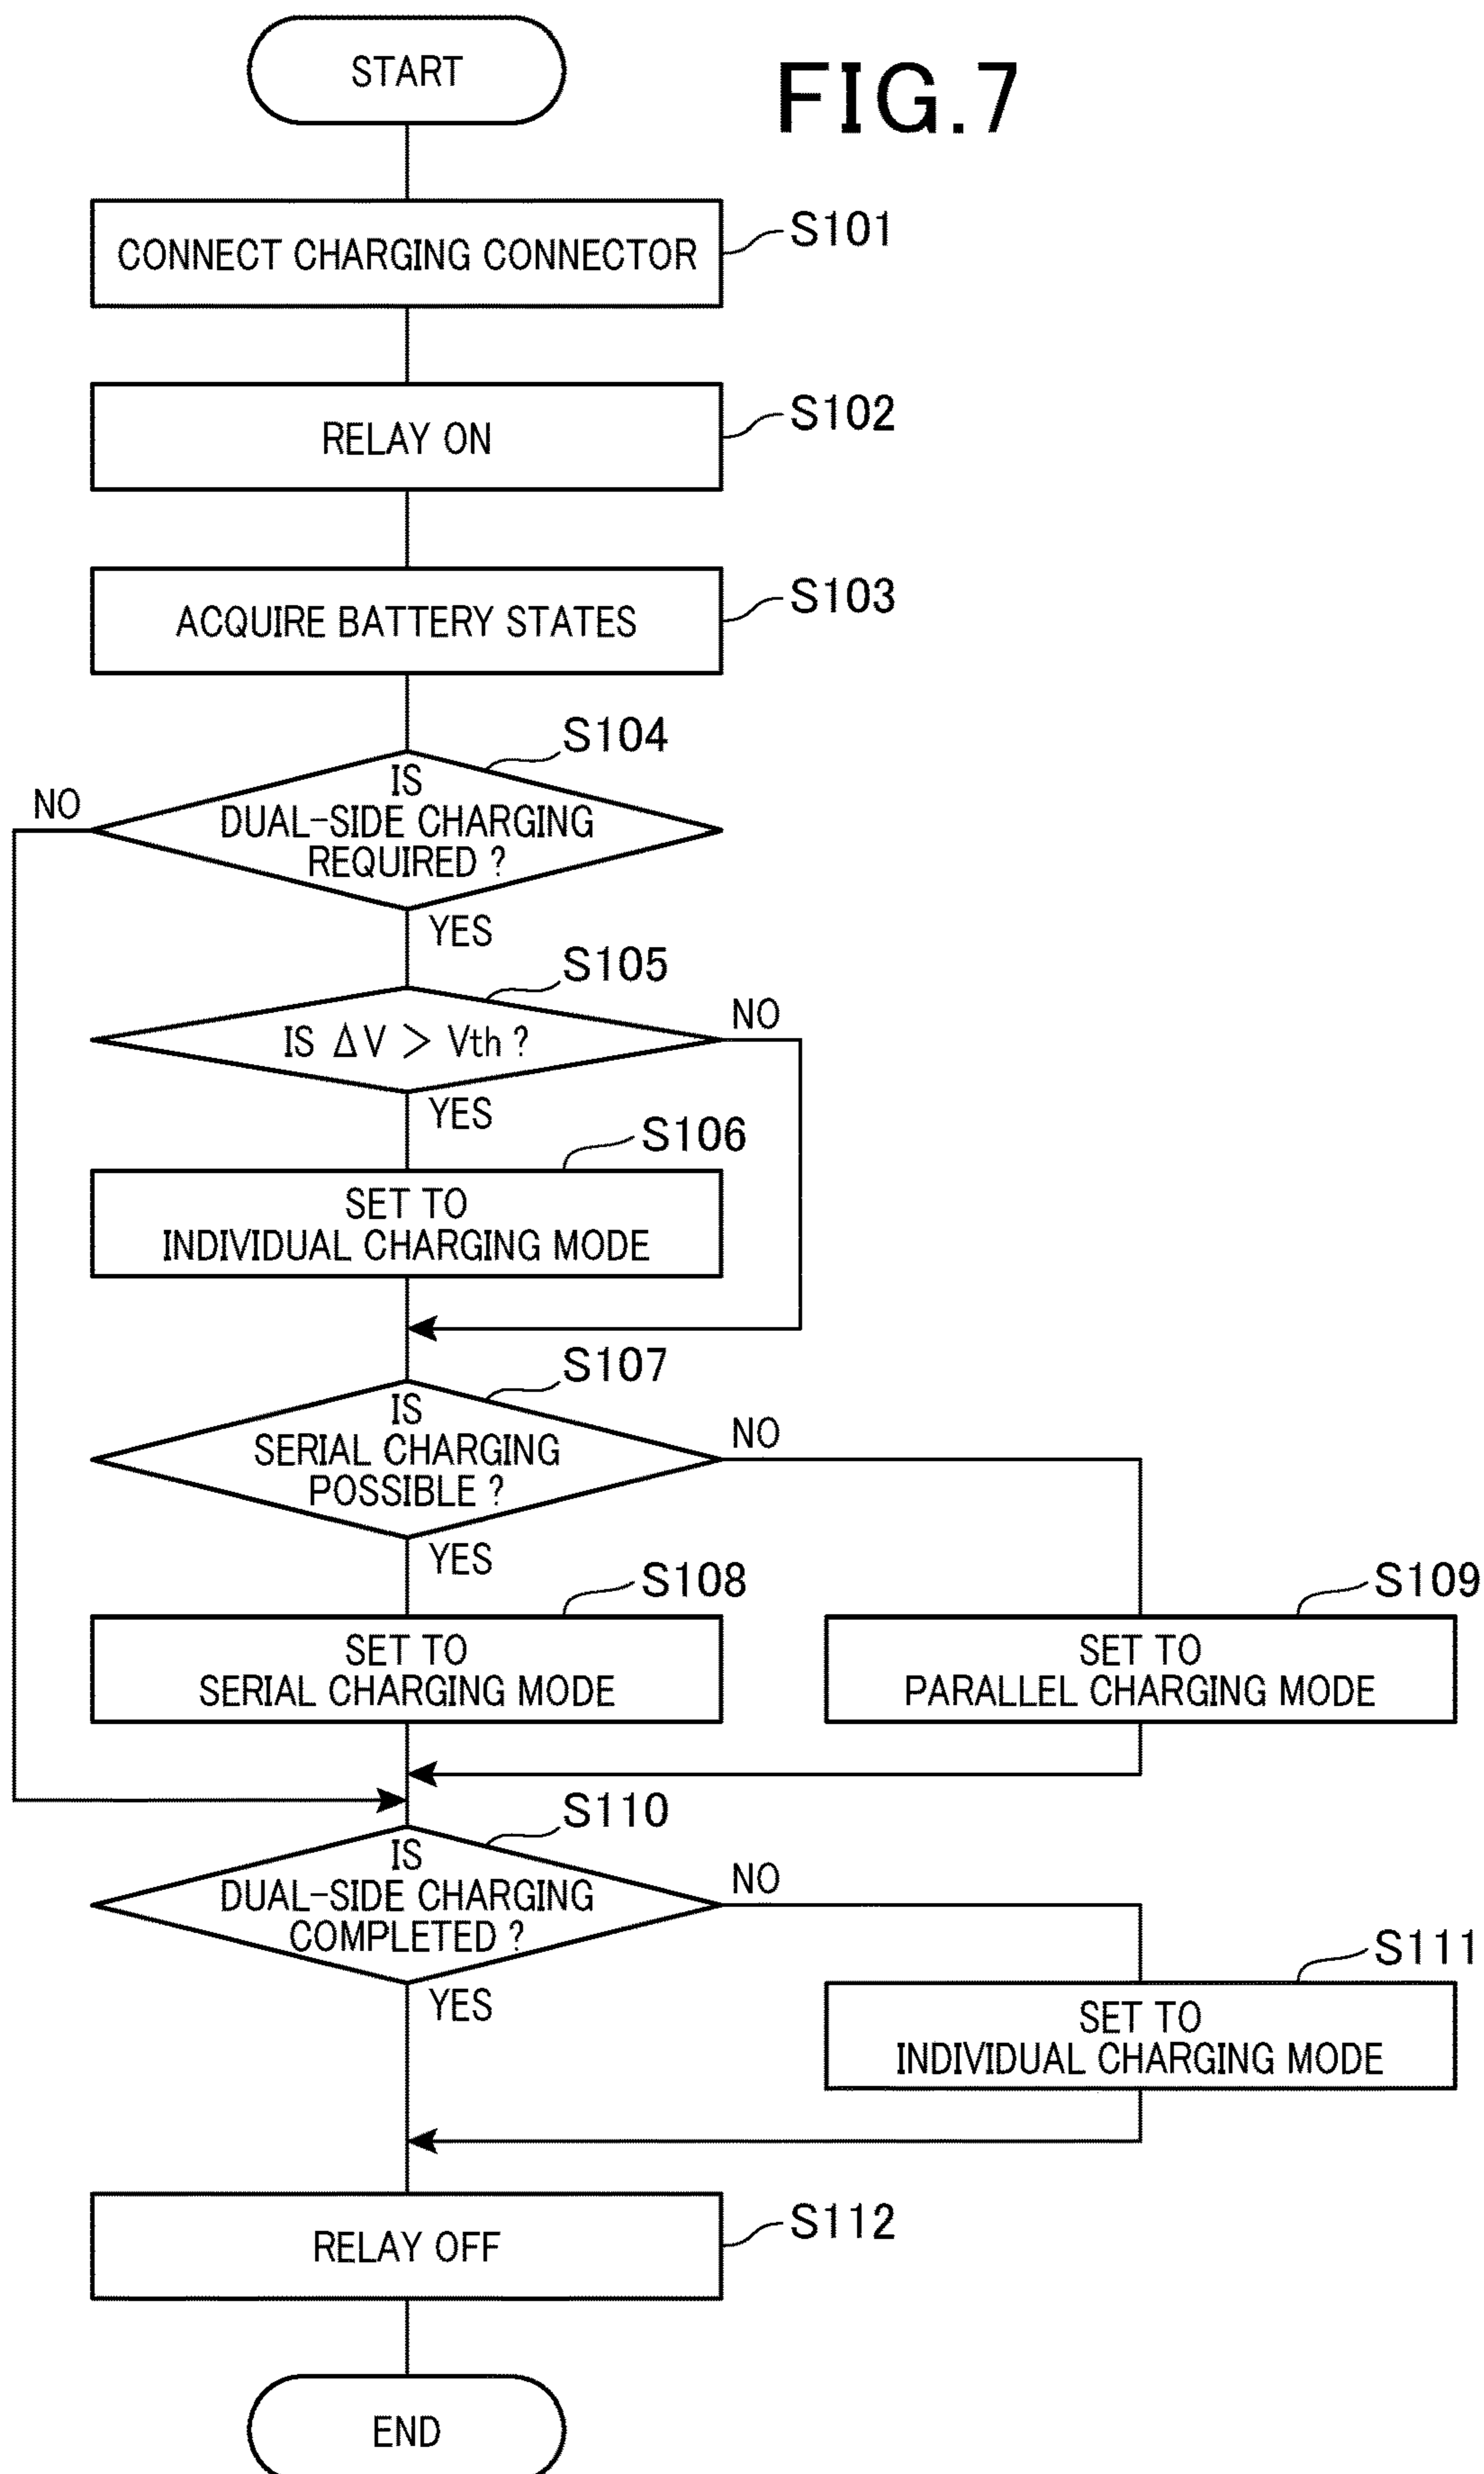 START
FIG.7
CONNECT CHARGING CONNECTOR
S101
RELAY ON
S102
ACQUIRE BATTERY STATES
S103
S104
IS
DUAL-SIDE CHARGING
REQUIRED ?
NO
YES
S105
IS ΔV > Vth ?
NO
YES
S106
SET TO
INDIVIDUAL CHARGING MODE
S107
IS
SERIAL CHARGING
POSSIBLE ?
NO
YES
S108
SET TO
SERIAL CHARGING MODE
S109
SET TO
PARALLEL CHARGING MODE
S110
IS
DUAL-SIDE CHARGING
COMPLETED ?
NO
YES
S111
SET TO
INDIVIDUAL CHARGING MODE
RELAY OFF
S112
END